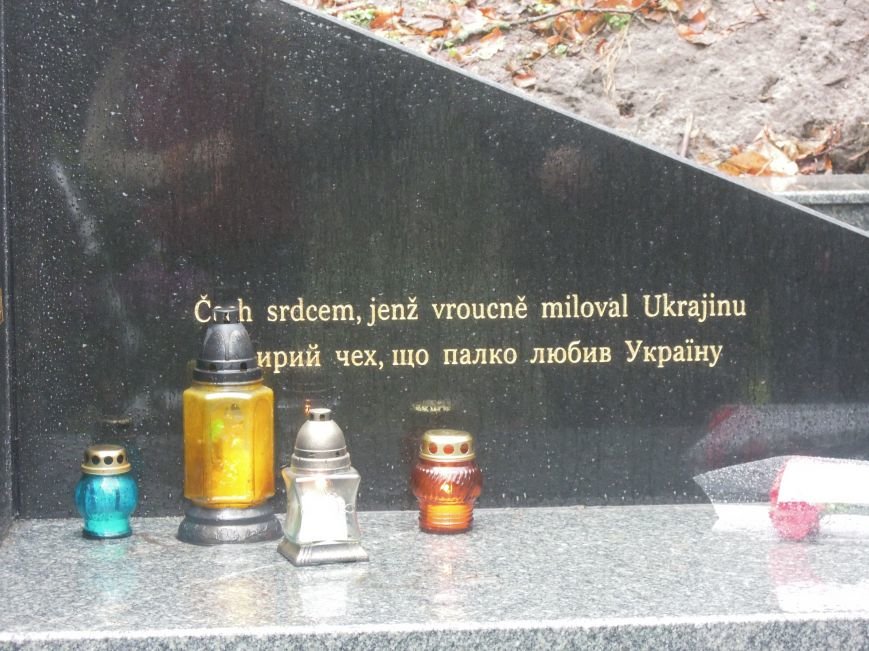 srdcem, jenž vroucně miloval Ukrajinu
чех, що палко любив Україну